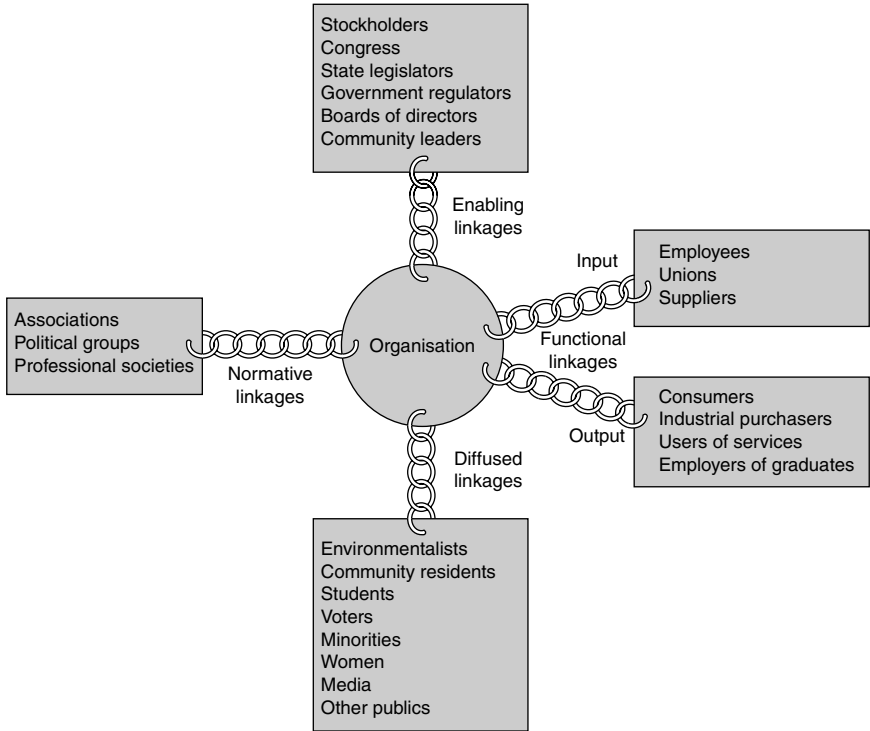 Stockholders
Congress
State legislators
Government regulators
Boards of directors
Community leaders
Enabling
linkages
Input
Employees
Unions
Suppliers
Associations
Political groups
Professional societies
Normative
linkages
Organisation
Functional
linkages
Output
Consumers
Industrial purchasers
Users of services
Employers of graduates
Diffused
linkages
Environmentalists
Community residents
Students
Voters
Minorities
Women
Media
Other publics